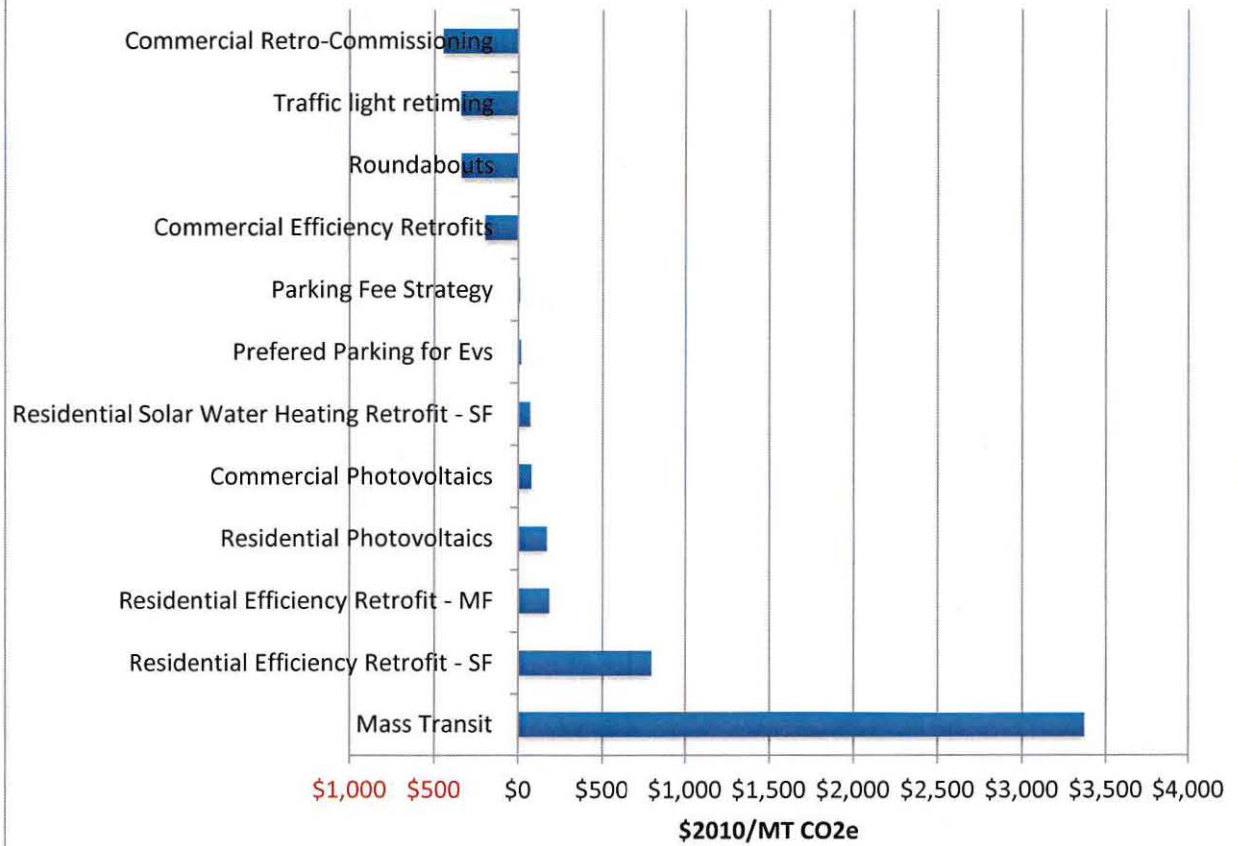 Commercial Retro-Commissioning
Traffic light retiming
Roundabouts
Commercial Efficiency Retrofits
Parking Fee Strategy
Prefered Parking for Evs
Residential Solar Water Heating Retrofit - SF
Commercial Photovoltaics
Residential Photovoltaics
Residential Efficiency Retrofit - MF
Residential Efficiency Retrofit - SF
Mass Transit
$1,000 $500 $0 $500 $1,000 $1,500 $2,000 $2,500 $3,000 $3,500 $4,000
$2010/MT CO2e